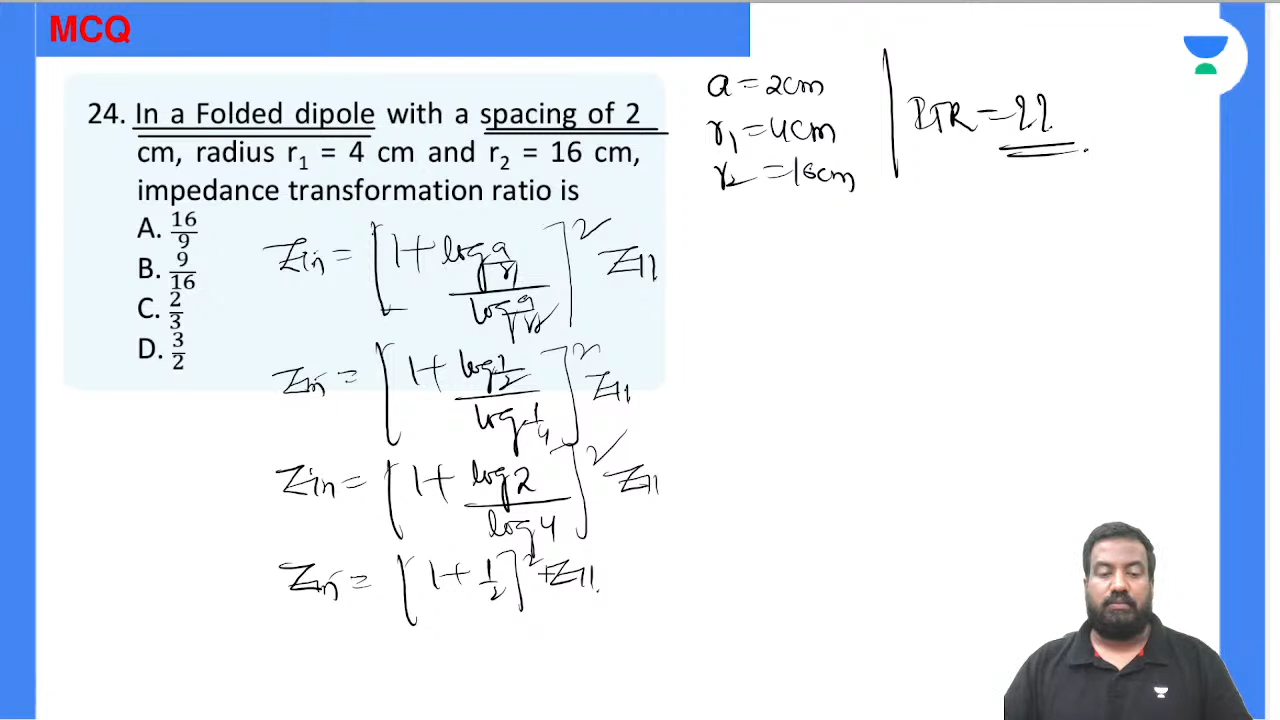 MCQ
24. In a Folded dipole with a spacing of 2
cm, radius r₁ = 4 cm and r₂ = 16 cm,
impedance transformation ratio is
A. 16/9
B. 9/16
C. 2/3
D. 3/2
a = 2cm
r₁ = 4cm
r₂ = 16cm
ITR = ??
Zin = [1 + (log a/r₁)/(log a/r₂)]² Z11
Zin = [1 + (log 1/2)/(log 1/4)]² Z11
Zin = [1 + (log 2)/(log 4)]² Z11
Zin = [1 + 1/2]² + Z11.